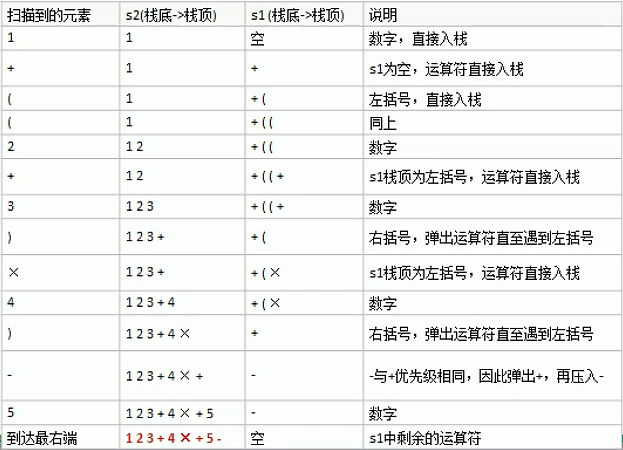 扫描到的元素 s2(栈底->栈顶) s1 (栈底->栈顶) 说明
1 1 空 数字，直接入栈
+ 1 + s1为空，运算符直接入栈
( 1 + ( 左括号，直接入栈
( 1 + ( ( 同上
2 1 2 + ( ( 数字
+ 1 2 + ( ( + s1栈顶为左括号，运算符直接入栈
3 1 2 3 + ( ( + 数字
) 1 2 3 + + ( 右括号，弹出运算符直至遇到左括号
× 1 2 3 + + ( × s1栈顶为左括号，运算符直接入栈
4 1 2 3 + 4 + ( × 数字
) 1 2 3 + 4 × + 右括号，弹出运算符直至遇到左括号
- 1 2 3 + 4 × + - -与+优先级相同，因此弹出+，再压入-
5 1 2 3 + 4 × + 5 - 数字
到达最右端 1 2 3 + 4 × + 5 - 空 s1中剩余的运算符